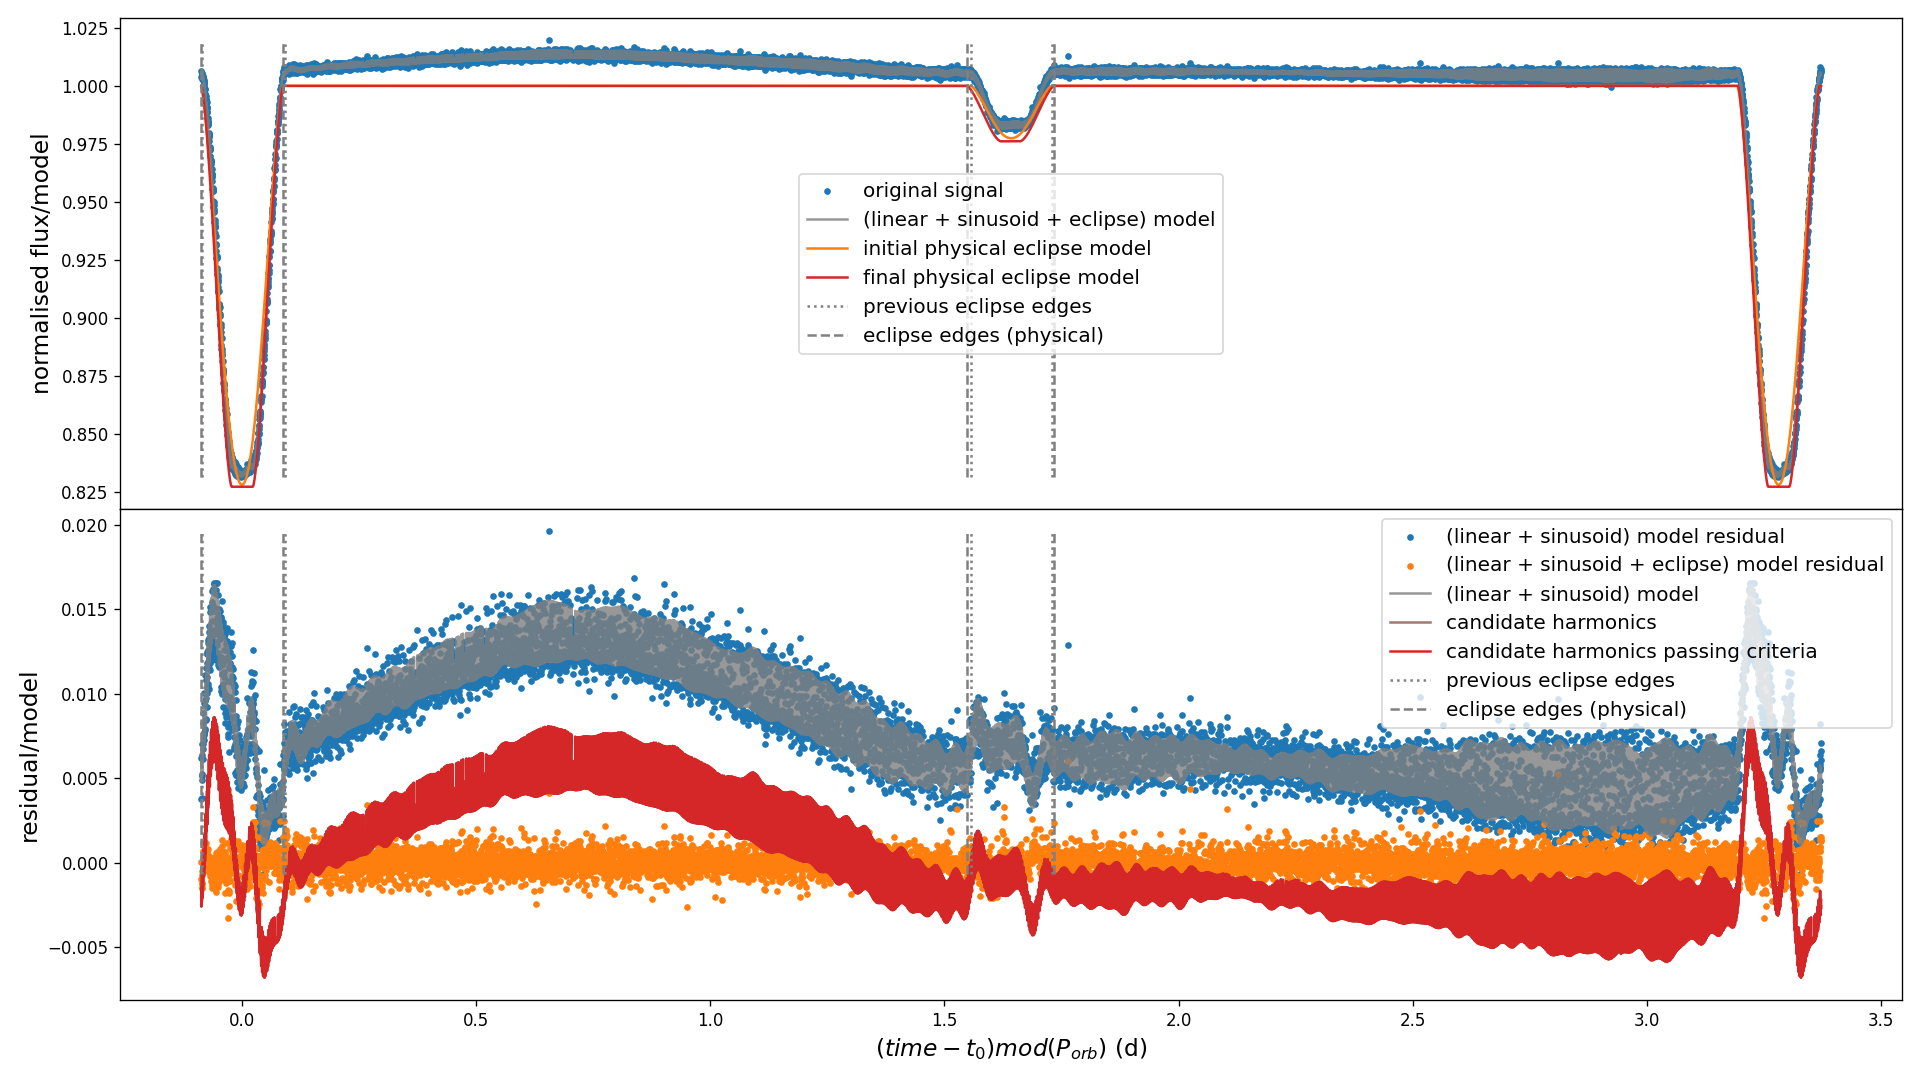 normalised flux/model
1.025
1.000
0.975
0.950
0.925
0.900
0.875
0.850
0.825
original signal
(linear + sinusoid + eclipse) model
initial physical eclipse model
final physical eclipse model
previous eclipse edges
eclipse edges (physical)
residual/model
0.020
0.015
0.010
0.005
0.000
−0.005
(linear + sinusoid) model residual
(linear + sinusoid + eclipse) model residual
(linear + sinusoid) model
candidate harmonics
candidate harmonics passing criteria
previous eclipse edges
eclipse edges (physical)
0.0 0.5 1.0 1.5 2.0 2.5 3.0 3.5
(time − t₀)mod(P_orb) (d)